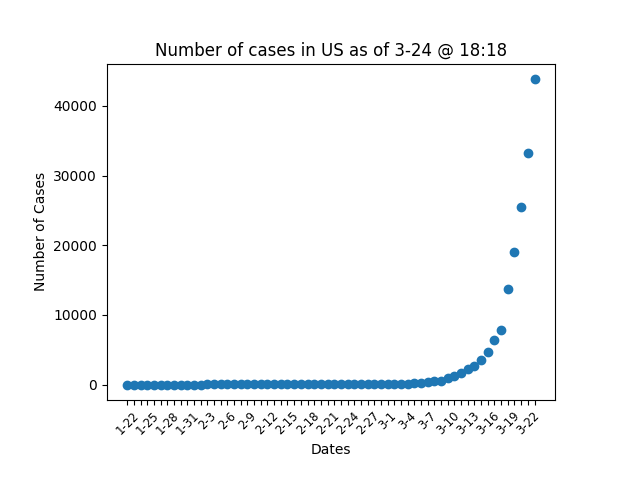 Number of cases in US as of 3-24 @ 18:18
40000
30000
20000
10000
0
Number of Cases
1-22 1-25 1-28 1-31 2-3 2-6 2-9 2-12 2-15 2-18 2-21 2-24 2-27 3-1 3-4 3-7 3-10 3-13 3-16 3-19 3-22
Dates